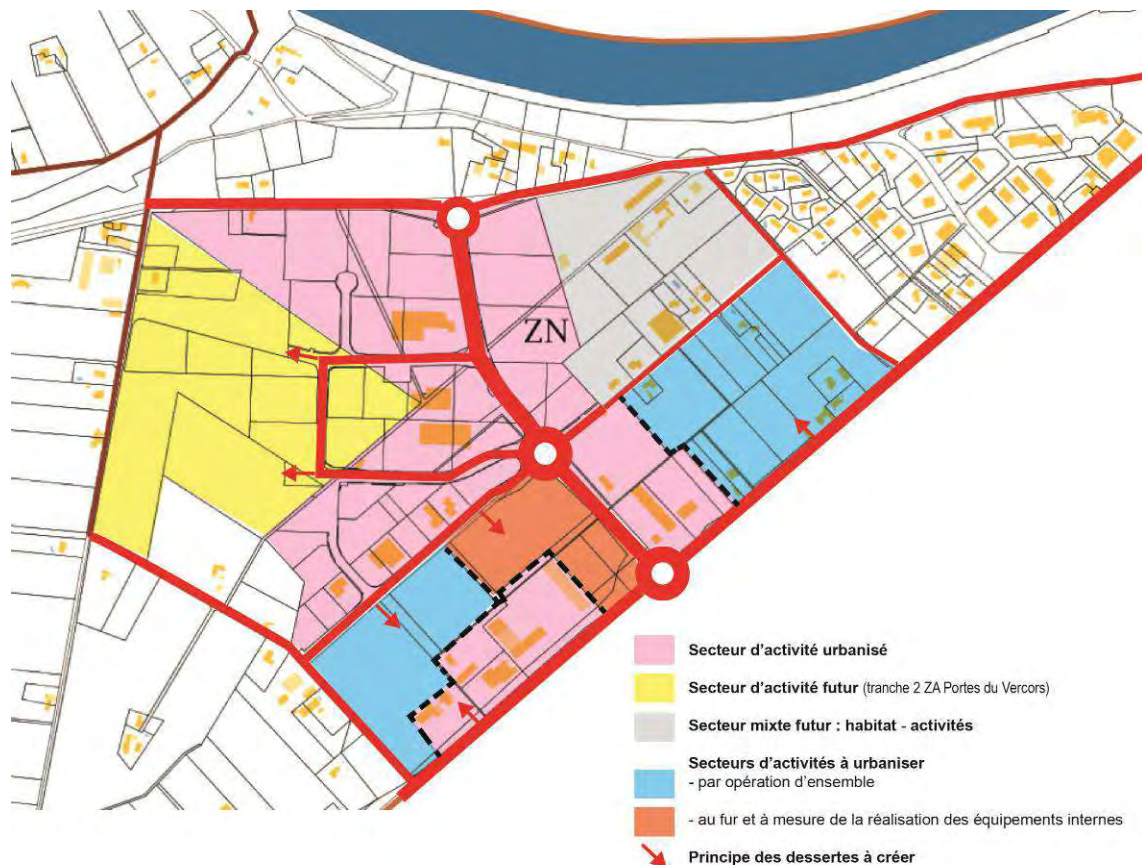 ZN
Secteur d’activité urbanisé
Secteur d’activité futur (tranche 2 ZA Portes du Vercors)
Secteur mixte futur : habitat - activités
Secteurs d’activités à urbaniser
- par opération d’ensemble
- au fur et à mesure de la réalisation des équipements internes
Principe des dessertes à créer